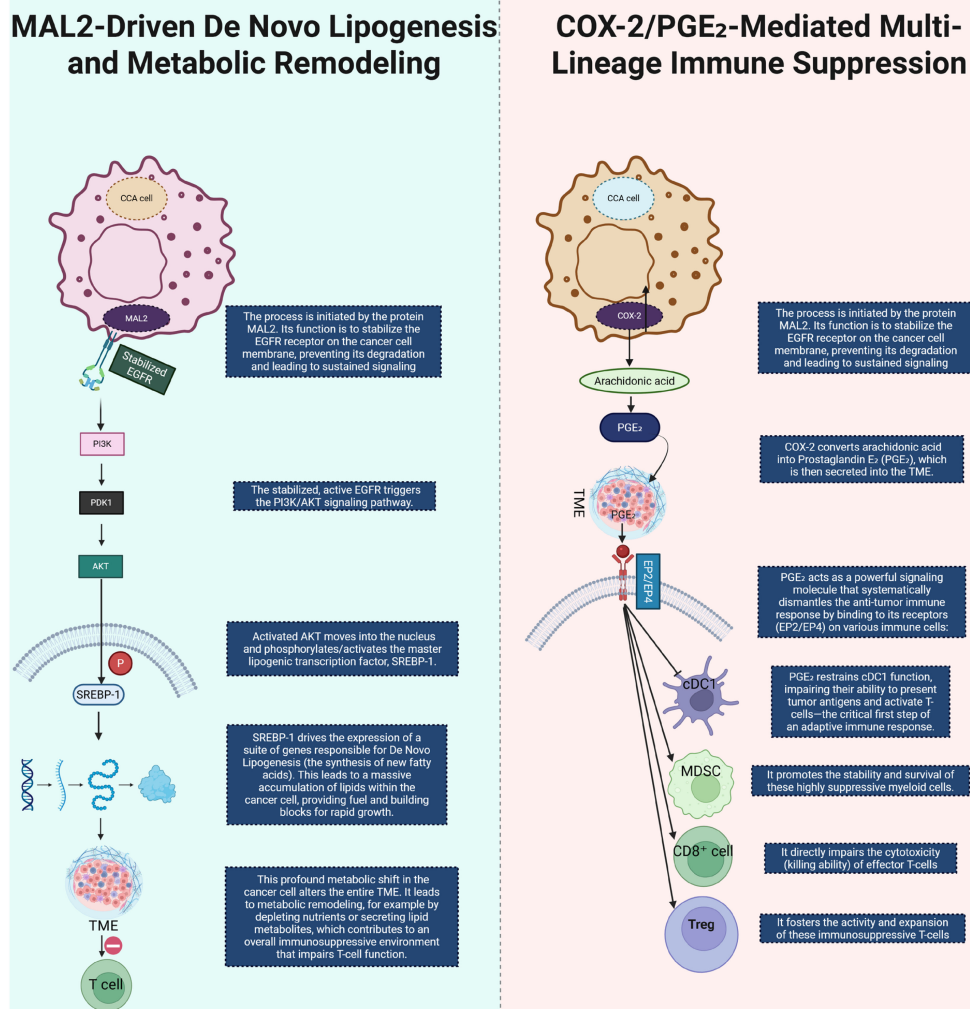 MAL2-Driven De Novo Lipogenesis
and Metabolic Remodeling
CCA cell
MAL2
Stabilized
EGFR
The process is initiated by the protein
MAL2. Its function is to stabilize the
EGFR receptor on the cancer cell
membrane, preventing its degradation
and leading to sustained signaling
PI3K
PDK1
The stabilized, active EGFR triggers
the PI3K/AKT signaling pathway.
AKT
Activated AKT moves into the nucleus
and phosphorylates/activates the master
lipogenic transcription factor, SREBP-1.
P
SREBP-1
SREBP-1 drives the expression of a
suite of genes responsible for De Novo
Lipogenesis (the synthesis of new fatty
acids). This leads to a massive
accumulation of lipids within the
cancer cell, providing fuel and building
blocks for rapid growth.
TME
This profound metabolic shift in the
cancer cell alters the entire TME. It leads
to metabolic remodeling, for example by
depleting nutrients or secreting lipid
metabolites, which contributes to an
overall immunosuppressive environment
that impairs T-cell function.
T cell
COX-2/PGE₂-Mediated Multi-
Lineage Immune Suppression
CCA cell
COX-2
The process is initiated by the protein
MAL2. Its function is to stabilize the
EGFR receptor on the cancer cell
membrane, preventing its degradation
and leading to sustained signaling
Arachidonic acid
PGE₂
COX-2 converts arachidonic acid
into Prostaglandin E₂ (PGE₂), which
is then secreted into the TME.
TME
PGE₂
EP2/EP4
PGE₂ acts as a powerful signaling
molecule that systematically
dismantles the anti-tumor immune
response by binding to its receptors
(EP2/EP4) on various immune cells:
cDC1
PGE₂ restrains cDC1 function,
impairing their ability to present
tumor antigens and activate T-
cells—the critical first step of
an adaptive immune response.
MDSC
It promotes the stability and survival of
these highly suppressive myeloid cells.
CD8⁺ cell
It directly impairs the cytotoxicity
(killing ability) of effector T-cells
Treg
It fosters the activity and expansion
of these immunosuppressive T-cells